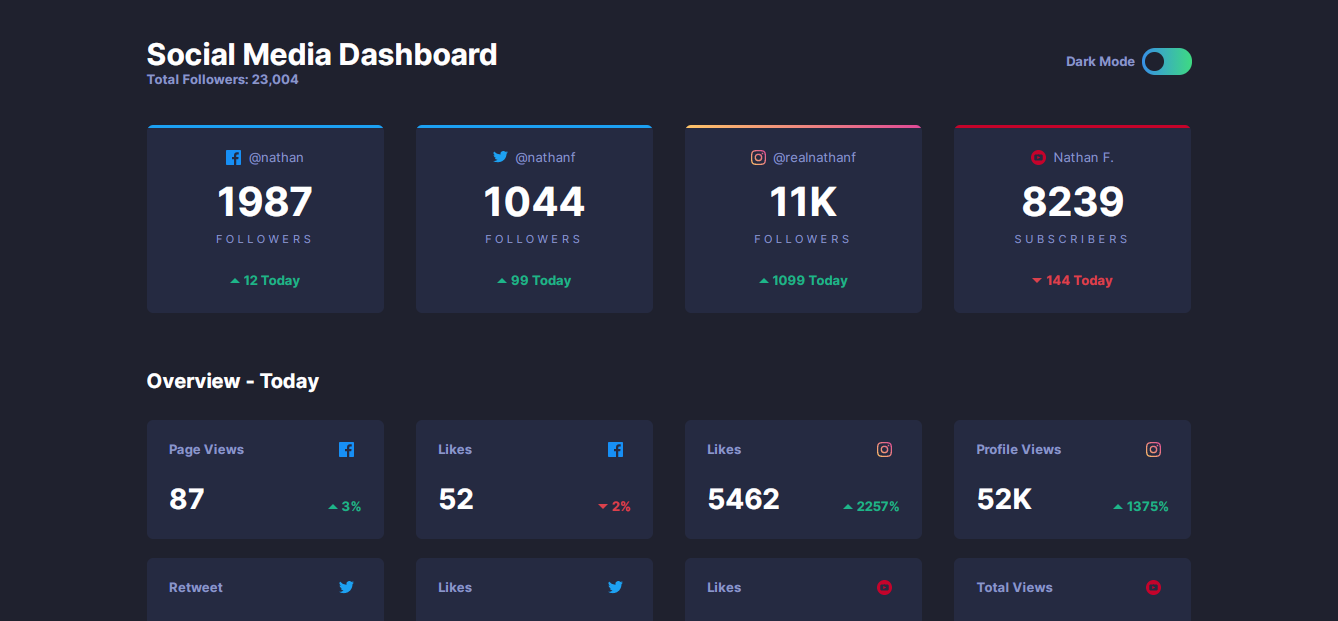 Social Media Dashboard
Total Followers: 23,004
Dark Mode
@nathan
1987
FOLLOWERS
12 Today
@nathanf
1044
FOLLOWERS
99 Today
@realnathanf
11K
FOLLOWERS
1099 Today
Nathan F.
8239
SUBSCRIBERS
144 Today
Overview - Today
Page Views
87
3%
Likes
52
2%
Likes
5462
2257%
Profile Views
52K
1375%
Retweet
Likes
Likes
Total Views